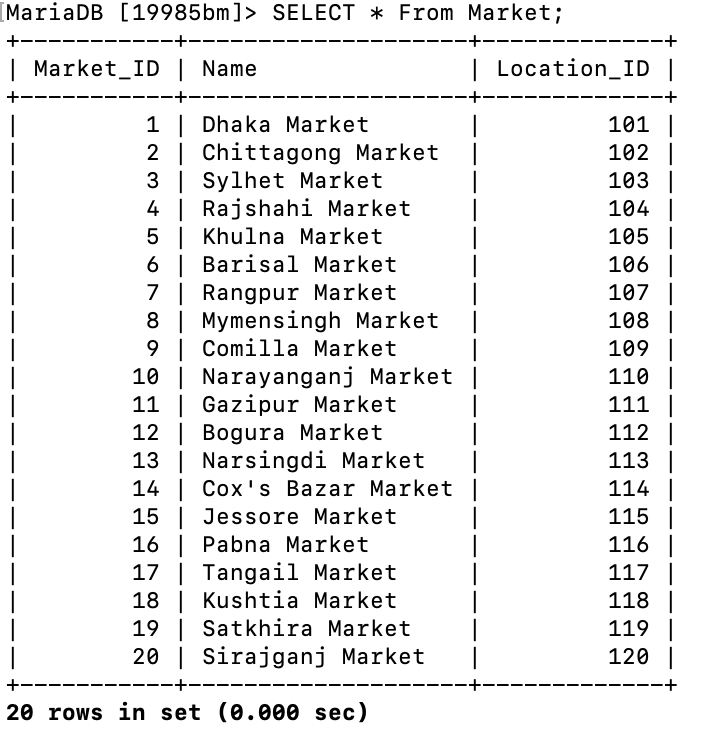 MariaDB [19985bm]> SELECT * From Market;
+-----------+--------------------+-------------+
| Market_ID | Name               | Location_ID |
+-----------+--------------------+-------------+
|         1 | Dhaka Market       |         101 |
|         2 | Chittagong Market  |         102 |
|         3 | Sylhet Market      |         103 |
|         4 | Rajshahi Market    |         104 |
|         5 | Khulna Market      |         105 |
|         6 | Barisal Market     |         106 |
|         7 | Rangpur Market     |         107 |
|         8 | Mymensingh Market  |         108 |
|         9 | Comilla Market     |         109 |
|        10 | Narayanganj Market |         110 |
|        11 | Gazipur Market     |         111 |
|        12 | Bogura Market      |         112 |
|        13 | Narsingdi Market   |         113 |
|        14 | Cox's Bazar Market |         114 |
|        15 | Jessore Market     |         115 |
|        16 | Pabna Market       |         116 |
|        17 | Tangail Market     |         117 |
|        18 | Kushtia Market     |         118 |
|        19 | Satkhira Market    |         119 |
|        20 | Sirajganj Market   |         120 |
+-----------+--------------------+-------------+
20 rows in set (0.000 sec)